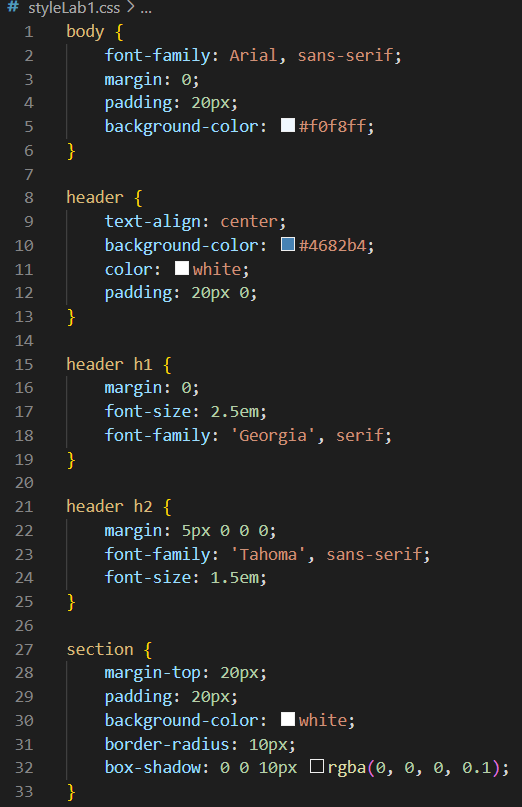 # styleLab1.css > ...
1 body {
2     font-family: Arial, sans-serif;
3     margin: 0;
4     padding: 20px;
5     background-color: #f0f8ff;
6 }
7
8 header {
9     text-align: center;
10     background-color: #4682b4;
11     color: white;
12     padding: 20px 0;
13 }
14
15 header h1 {
16     margin: 0;
17     font-size: 2.5em;
18     font-family: 'Georgia', serif;
19 }
20
21 header h2 {
22     margin: 5px 0 0 0;
23     font-family: 'Tahoma', sans-serif;
24     font-size: 1.5em;
25 }
26
27 section {
28     margin-top: 20px;
29     padding: 20px;
30     background-color: white;
31     border-radius: 10px;
32     box-shadow: 0 0 10px rgba(0, 0, 0, 0.1);
33 }